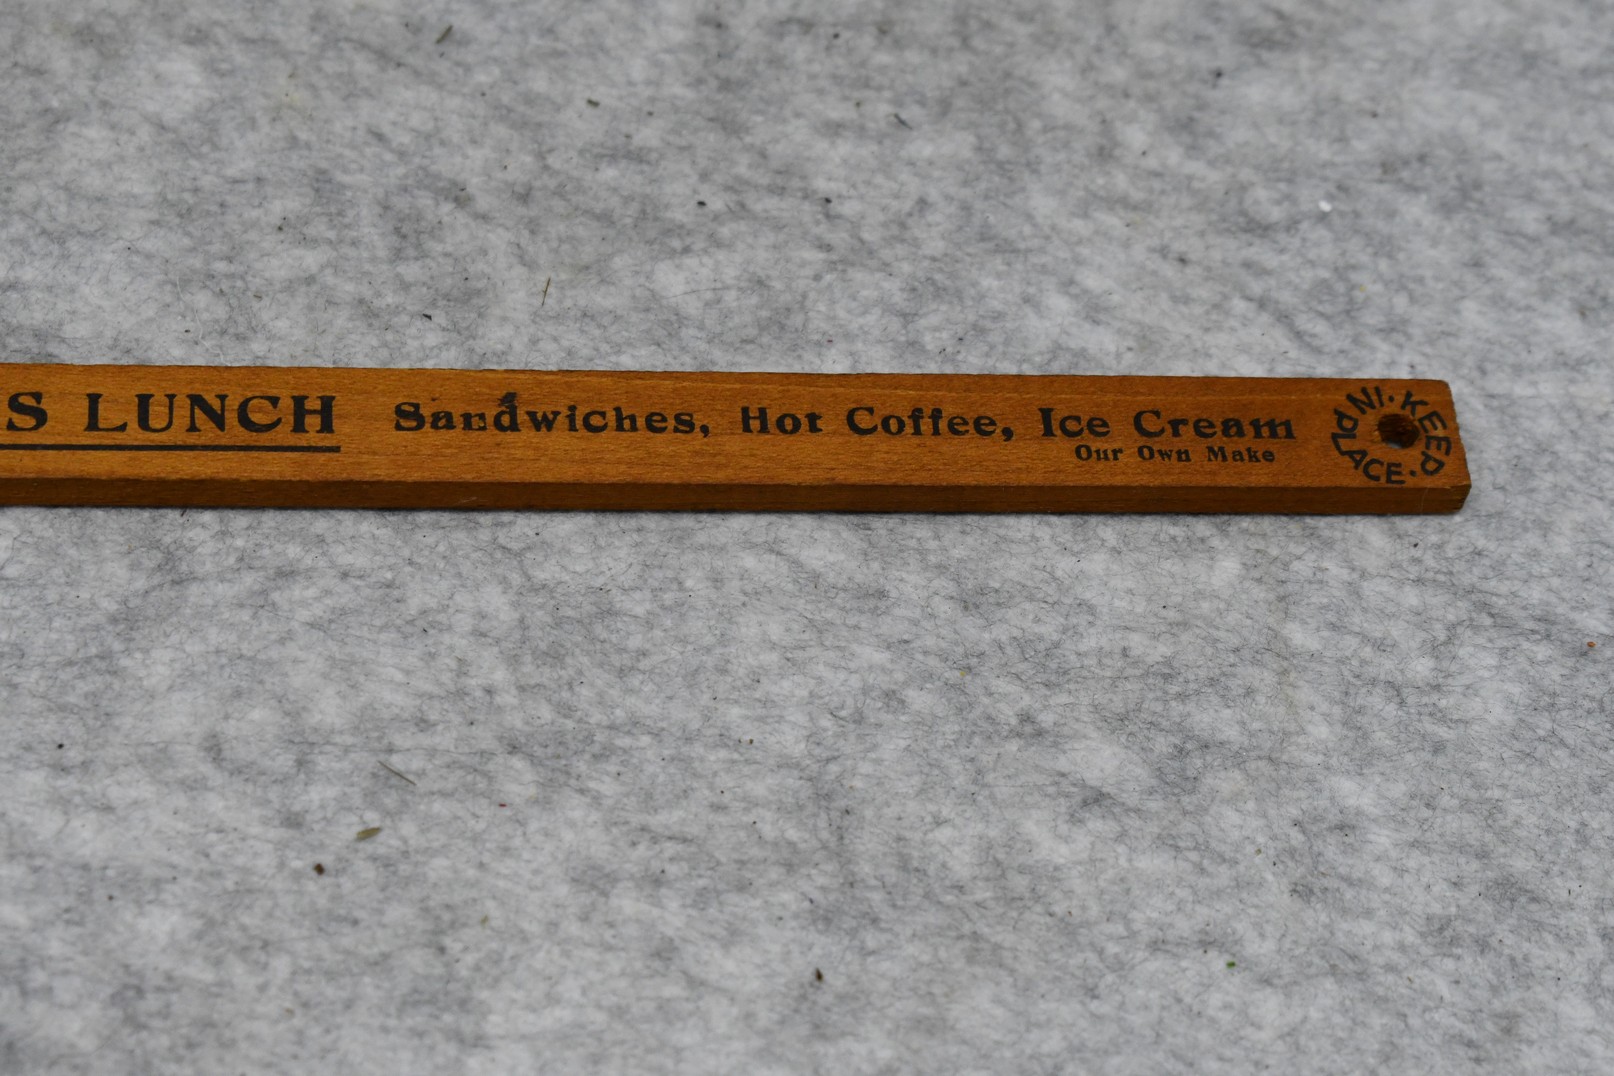 S LUNCH Sandwiches, Hot Coffee, Ice Cream
Our Own Make
KEEP · IN · PLACE ·